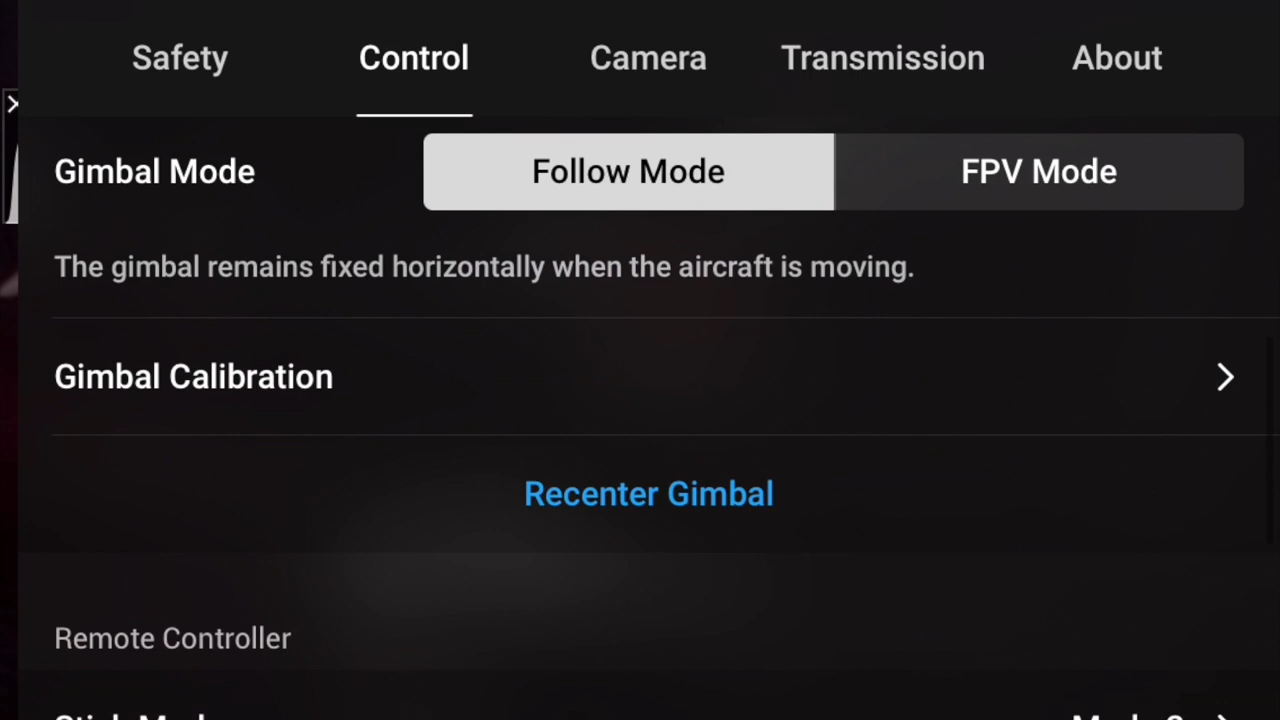 Safety Control Camera Transmission About
Gimbal Mode Follow Mode FPV Mode
The gimbal remains fixed horizontally when the aircraft is moving.
Gimbal Calibration
Recenter Gimbal
Remote Controller